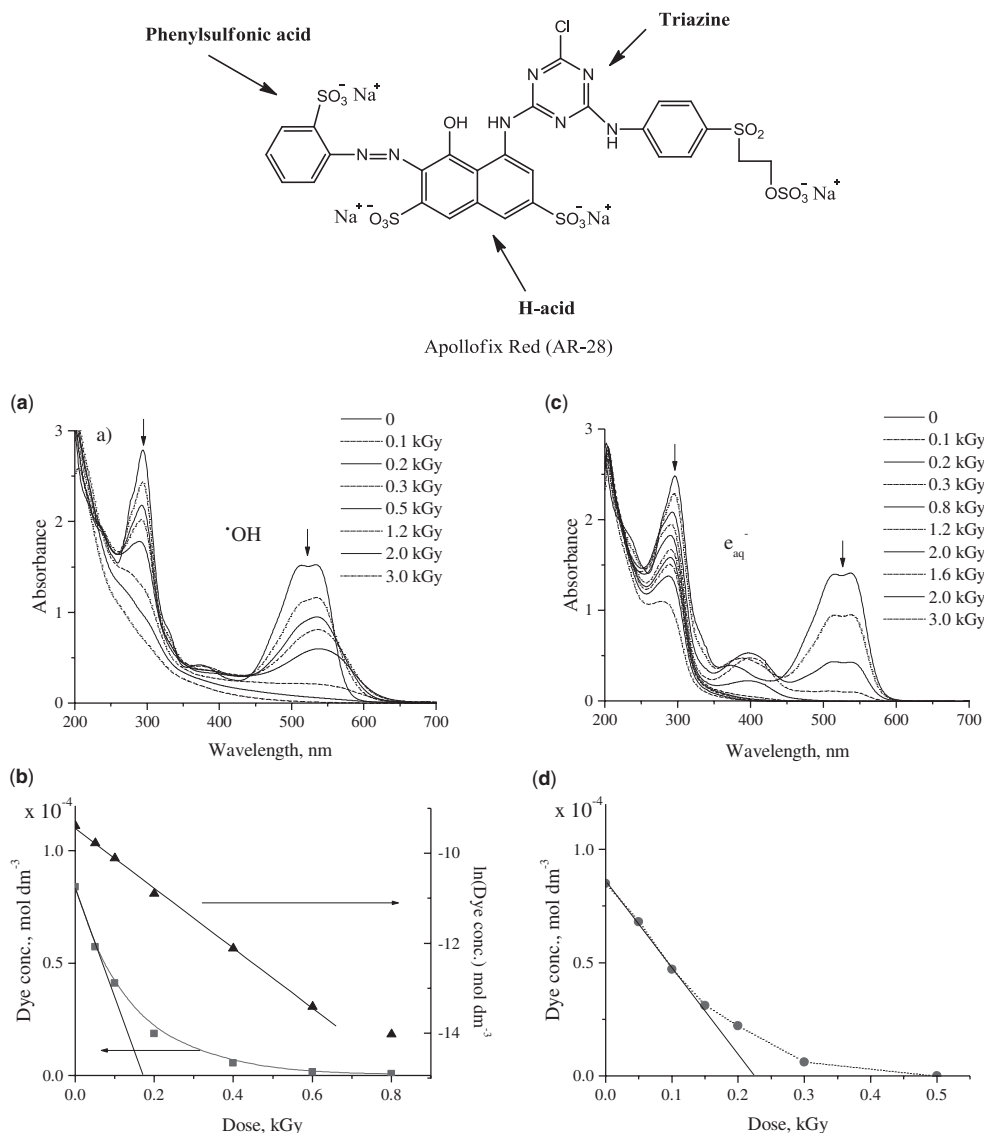 Phenylsulfonic acid
Triazine
Cl
N N
N
SO₃⁻ Na⁺
OH
HN
N
H
SO₂
N=N
OSO₃⁻ Na⁺
Na⁺ ⁻O₃S
SO₃⁻ Na⁺
H-acid
Apollofix Red (AR-28)
(a)
a)
•OH
0
0.1 kGy
0.2 kGy
0.3 kGy
0.5 kGy
1.2 kGy
2.0 kGy
3.0 kGy
Absorbance
3
2
1
0
200 300 400 500 600 700
Wavelength, nm
(c)
e⁻aq
0
0.1 kGy
0.2 kGy
0.3 kGy
0.8 kGy
1.2 kGy
2.0 kGy
1.6 kGy
2.0 kGy
3.0 kGy
Absorbance
3
2
1
0
200 300 400 500 600 700
Wavelength, nm
(b)
x 10⁻⁴
Dye conc., mol dm⁻³
1.0
0.5
0.0
-10
-12
-14
ln(Dye conc.) mol dm⁻³
0.0 0.2 0.4 0.6 0.8
Dose, kGy
(d)
x 10⁻⁴
Dye conc., mol dm⁻³
1.0
0.5
0.0
0.0 0.1 0.2 0.3 0.4 0.5
Dose, kGy